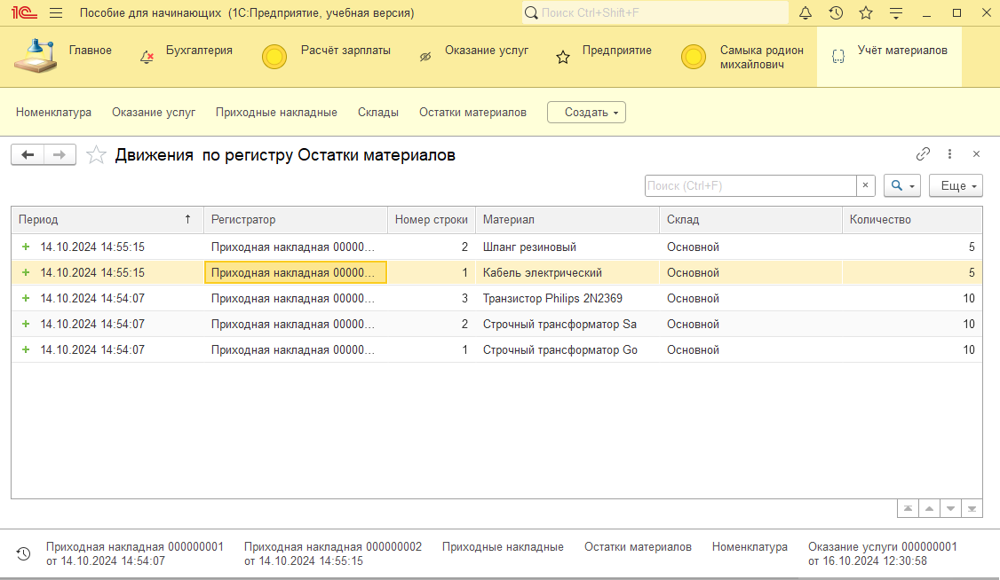 1С Пособие для начинающих (1С:Предприятие, учебная версия) Поиск Ctrl+Shift+F
Главное Бухгалтерия Расчёт зарплаты Оказание услуг Предприятие Самыка родион Учёт материалов
михайлович
Номенклатура Оказание услуг Приходные накладные Склады Остатки материалов Создать
Движения по регистру Остатки материалов
Поиск (Ctrl+F) × Еще
Период ↑ Регистратор Номер строки Материал Склад Количество
+ 14.10.2024 14:55:15 Приходная накладная 00000... 2 Шланг резиновый Основной 5
+ 14.10.2024 14:55:15 Приходная накладная 00000... 1 Кабель электрический Основной 5
+ 14.10.2024 14:54:07 Приходная накладная 00000... 3 Транзистор Philips 2N2369 Основной 10
+ 14.10.2024 14:54:07 Приходная накладная 00000... 2 Строчный трансформатор Sa Основной 10
+ 14.10.2024 14:54:07 Приходная накладная 00000... 1 Строчный трансформатор Go Основной 10
Приходная накладная 000000001 Приходная накладная 000000002 Приходные накладные Остатки материалов Номенклатура Оказание услуги 000000001
от 14.10.2024 14:54:07 от 14.10.2024 14:55:15 от 16.10.2024 12:30:58